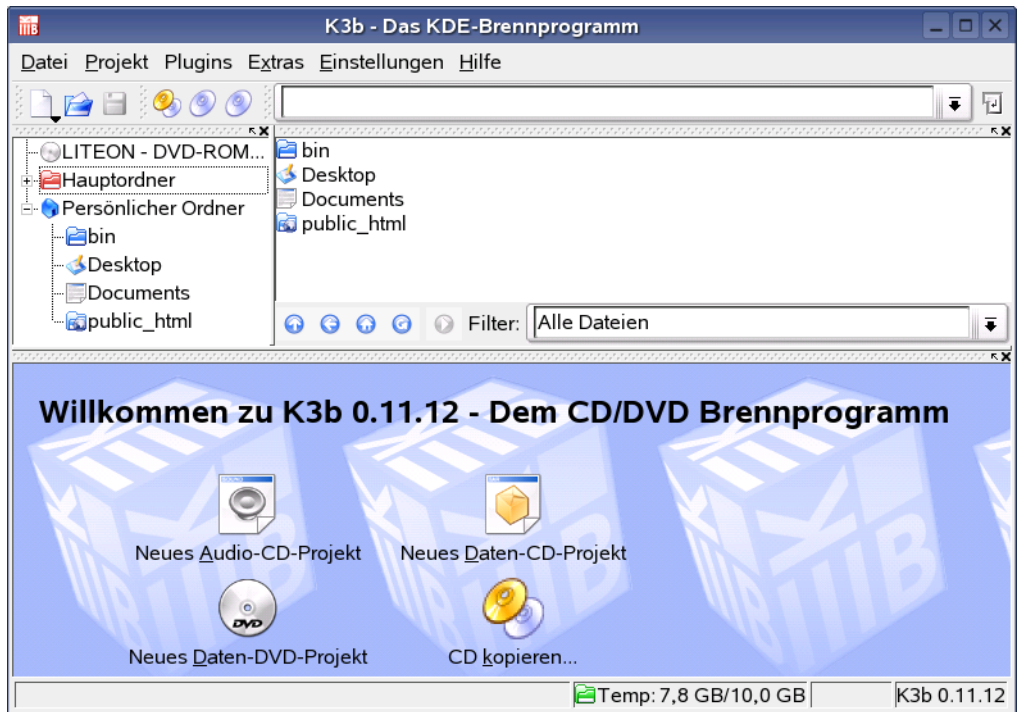 K3b - Das KDE-Brennprogramm
Datei Projekt Plugins Extras Einstellungen Hilfe
LITEON - DVD-ROM...
Hauptordner
Persönlicher Ordner
bin
Desktop
Documents
public_html
bin
Desktop
Documents
public_html
Filter: Alle Dateien
Willkommen zu K3b 0.11.12 - Dem CD/DVD Brennprogramm
Neues Audio-CD-Projekt
Neues Daten-CD-Projekt
DVD
Neues Daten-DVD-Projekt
CD kopieren...
Temp: 7,8 GB/10,0 GB
K3b 0.11.12